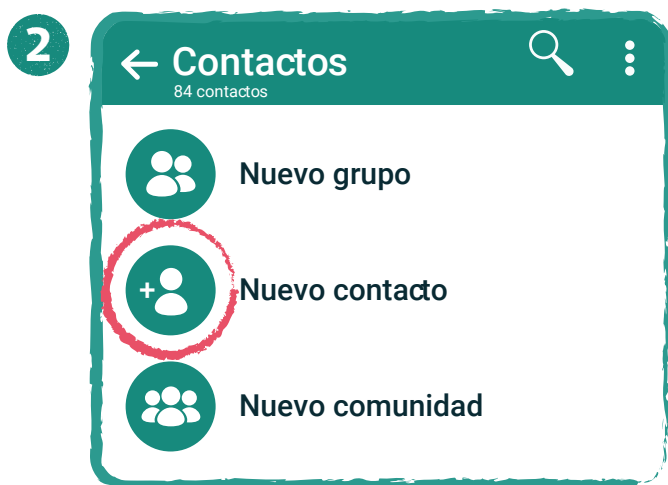 2
Contactos
84 contactos
Nuevo grupo
Nuevo contacto
Nuevo comunidad